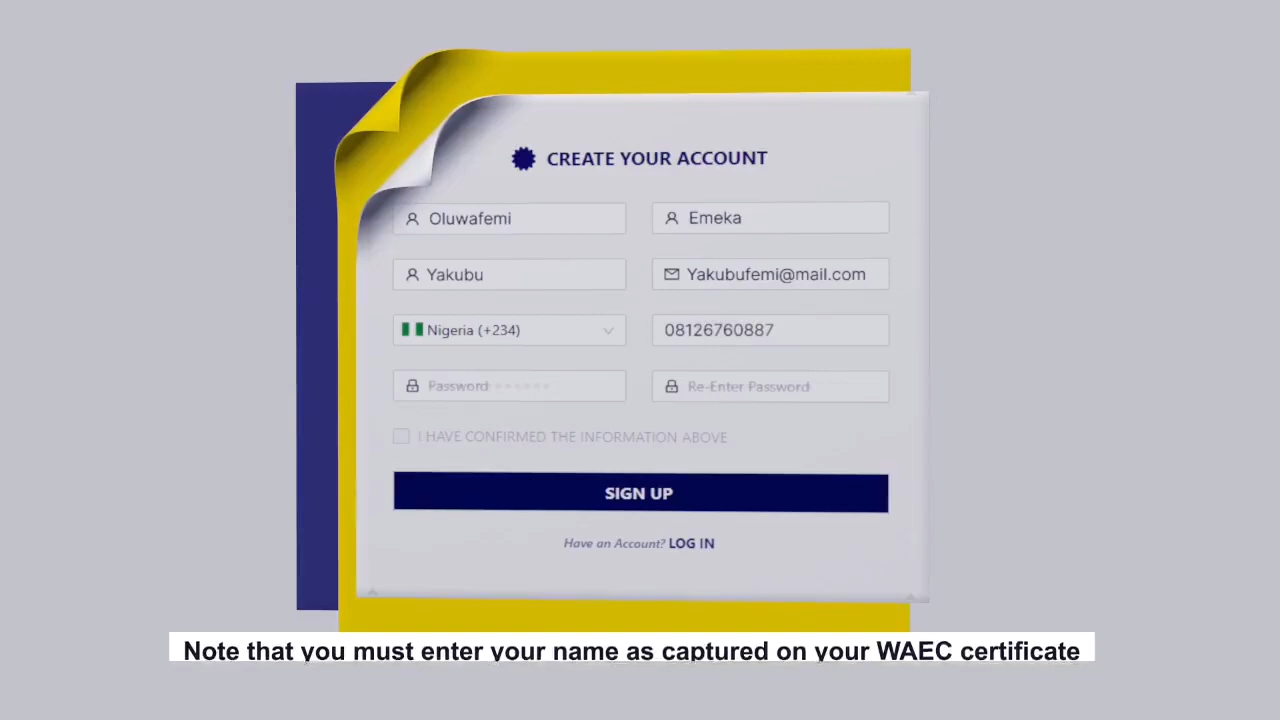 CREATE YOUR ACCOUNT
Oluwafemi Emeka
Yakubu Yakubufemi@mail.com
Nigeria (+234) 08126760887
Password Re-Enter Password
I HAVE CONFIRMED THE INFORMATION ABOVE
SIGN UP
Have an Account? LOG IN
Note that you must enter your name as captured on your WAEC certificate